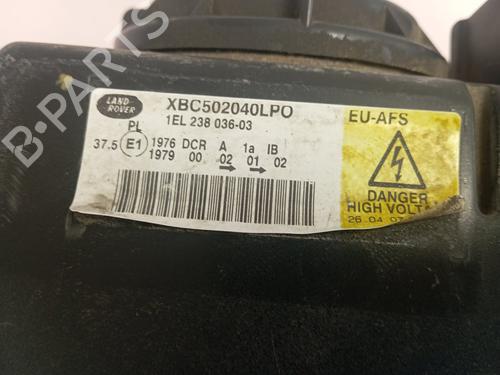 LAND
ROVER
XBC502040LPO
1EL 238 036-03
PL
37.5 E1 1976 DCR A 1a IB
1979 00 02 01 02
EU-AFS
DANGER
HIGH
26 04 07
B-PARTS